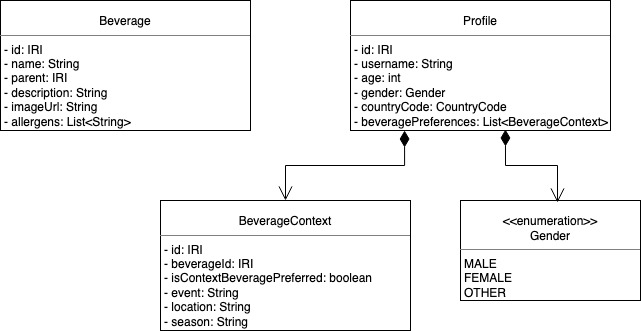 Beverage
- id: IRI
- name: String
- parent: IRI
- description: String
- imageUrl: String
- allergens: List<String>
Profile
- id: IRI
- username: String
- age: int
- gender: Gender
- countryCode: CountryCode
- beveragePreferences: List<BeverageContext>
BeverageContext
- id: IRI
- beverageId: IRI
- isContextBeveragePreferred: boolean
- event: String
- location: String
- season: String
<<enumeration>>
Gender
MALE
FEMALE
OTHER